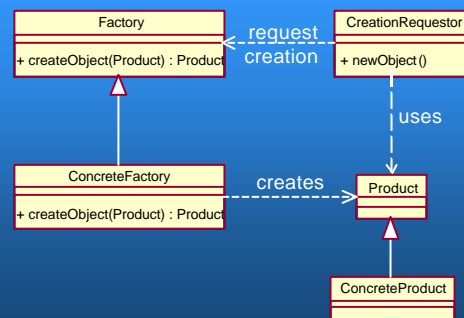 Factory
+ createObject(Product) : Product
request
creation
CreationRequestor
+ newObject()
uses
ConcreteFactory
+ createObject(Product) : Product
creates
Product
ConcreteProduct